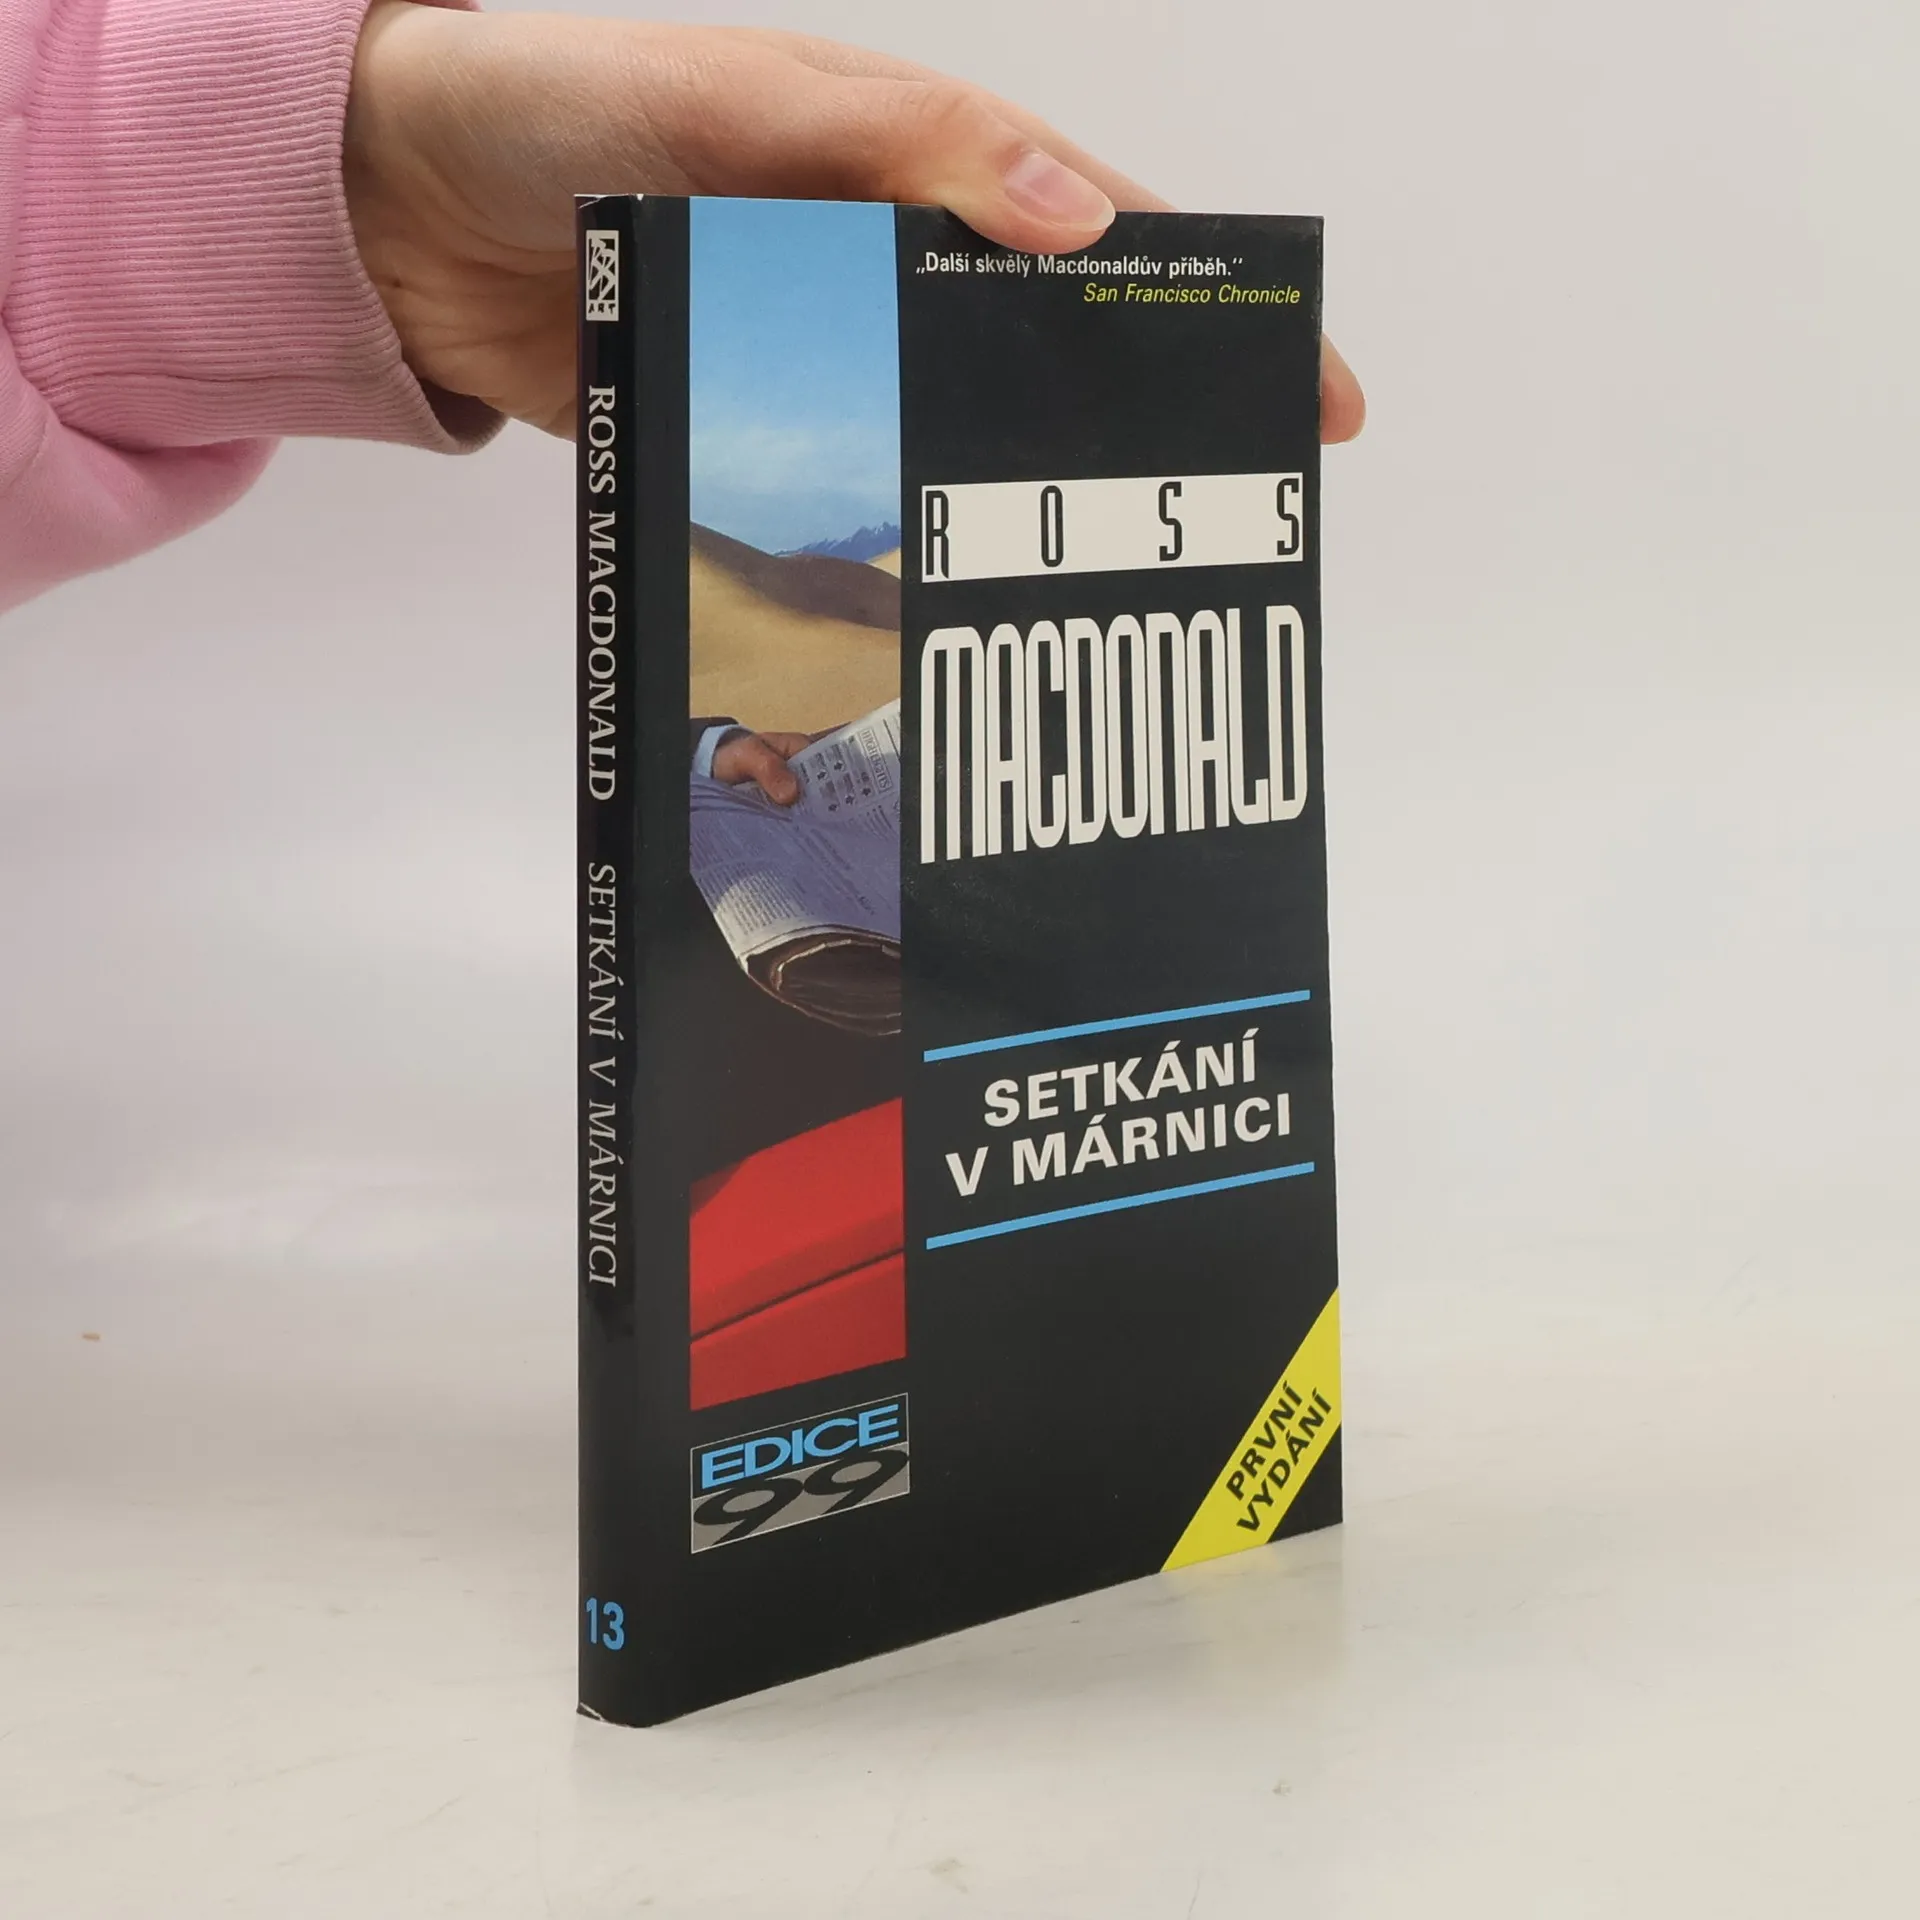 ART
ROSS MACDONALD SETKÁNÍ V MÁRNICI
13
„Další skvělý Macdonaldův příběh.“
San Francisco Chronicle
ROSS
MACDONALD
SETKÁNÍ
V MÁRNICI
EDICE
99
PRVNÍ
VYDÁNÍ